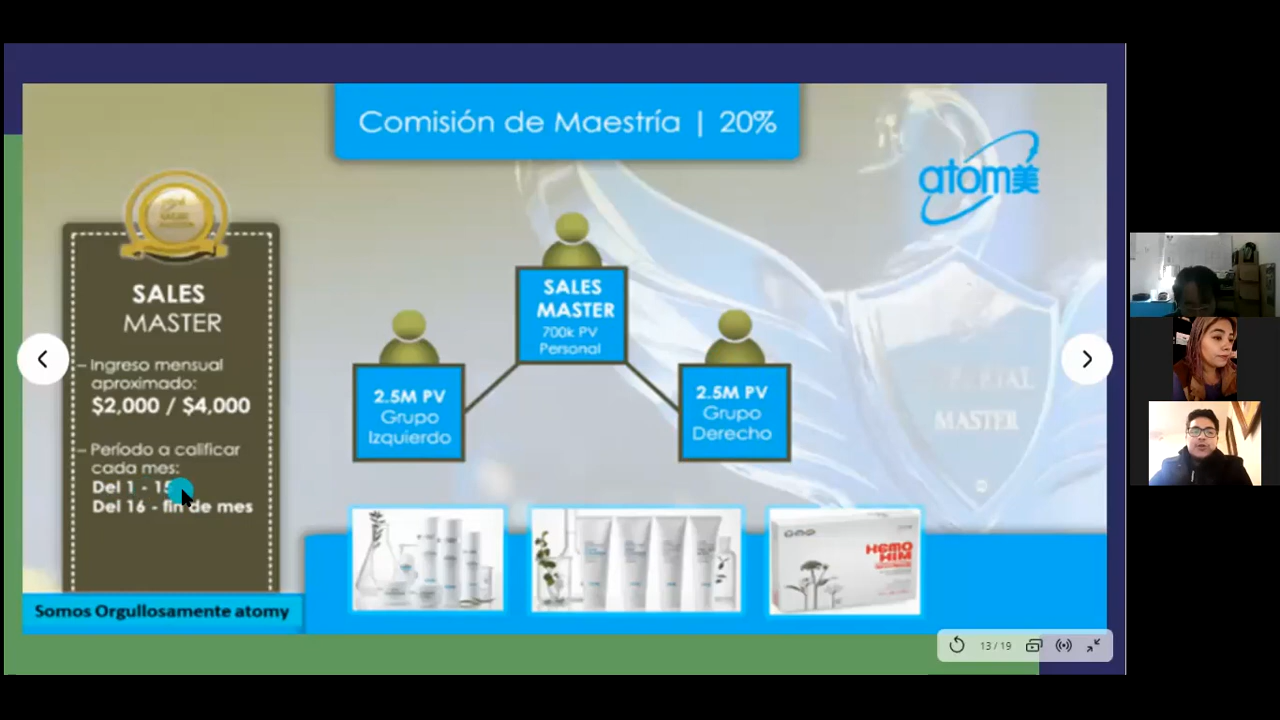 Comisión de Maestría | 20%
atom美
SALES
MASTER
– Ingreso mensual
aproximado:
$2,000 / $4,000
– Período a calificar
cada mes:
Del 1 - 15
Del 16 - fin de mes
SALES
MASTER
700k PV
Personal
2.5M PV
Grupo
Izquierdo
2.5M PV
Grupo
Derecho
MASTER
HEMO
HIM
Somos Orgullosamente atomy
13 / 19